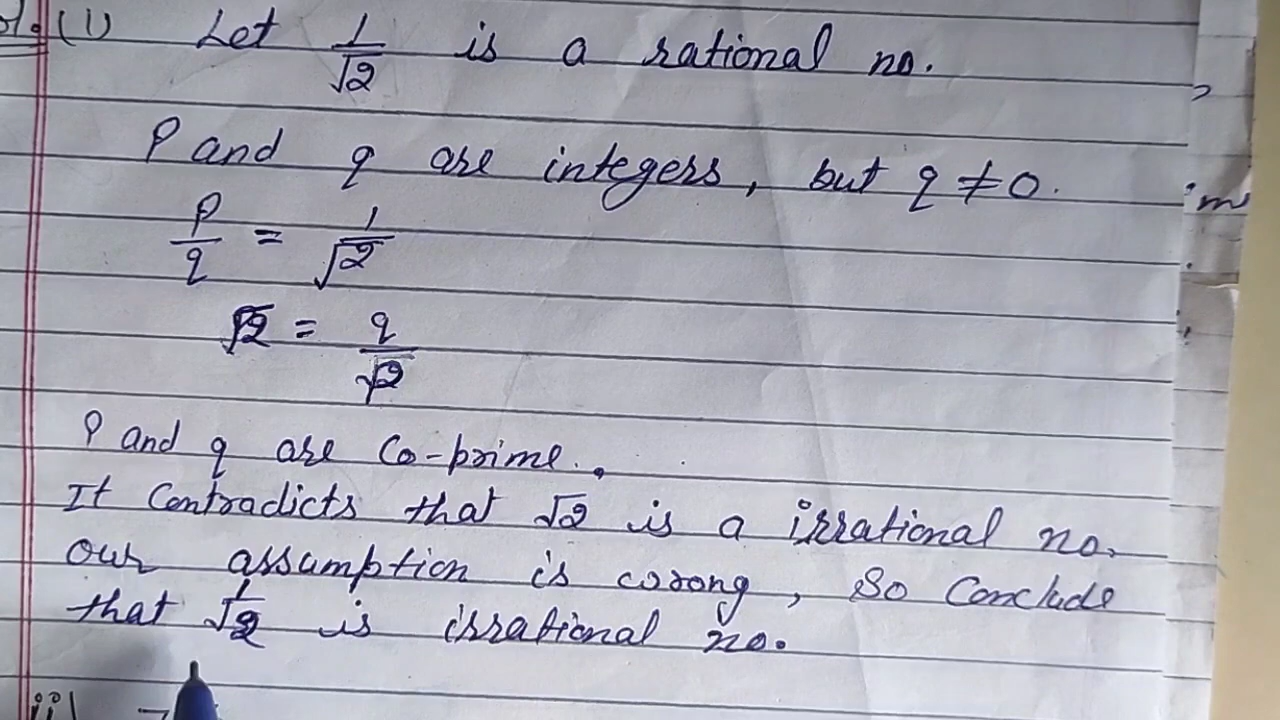 (1) Let 1/√2 is a rational no.
P and q are integers, but q ≠ 0.
P/q = 1/√2
√2 = q/√2
P and q are Co-prime.
It Contradicts that √2 is a irrational no.
our assumption is wrong, So Conclude
that 1/√2 is irrational no.
ii)